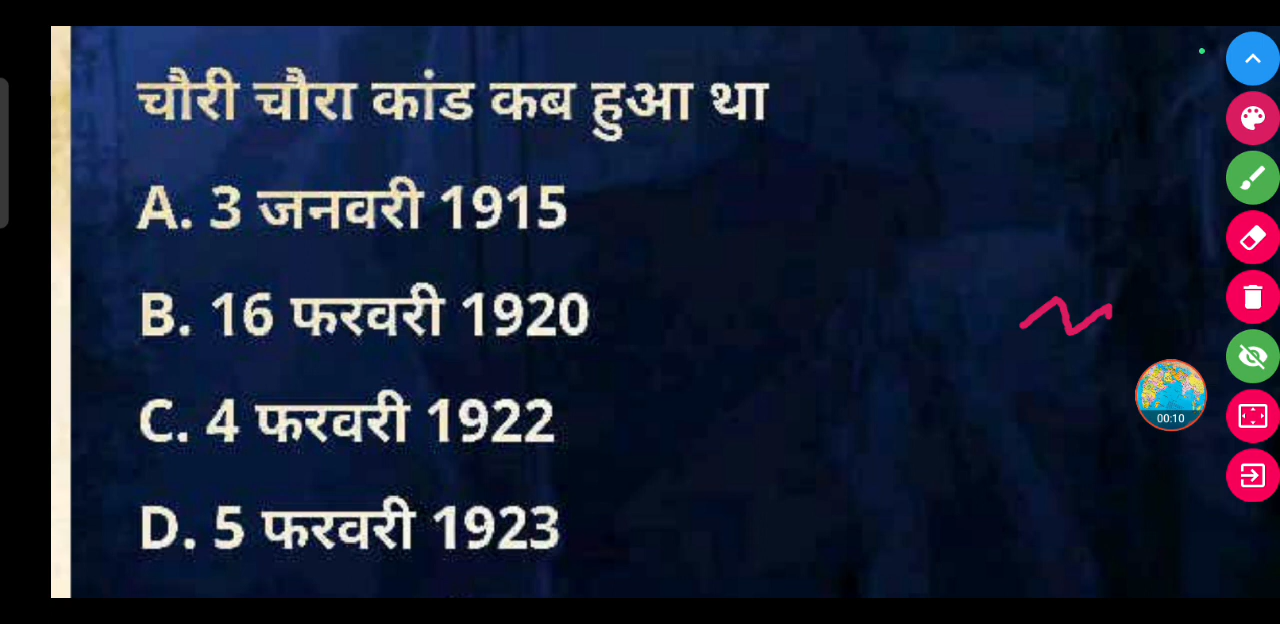 चौरी चौरा कांड कब हुआ था
A. 3 जनवरी 1915
B. 16 फरवरी 1920
C. 4 फरवरी 1922
D. 5 फरवरी 1923
00:10